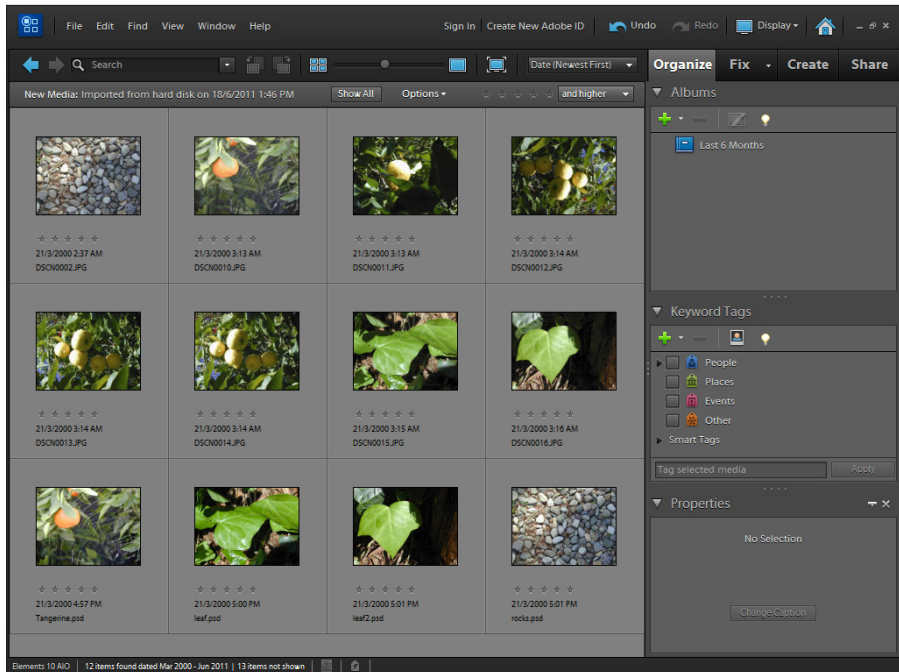 File Edit Find View Window Help Sign In Create New Adobe ID Undo Redo Display
Search Date (Newest First) Organize Fix Create Share
New Media: Imported from hard disk on 18/6/2011 1:46 PM Show All Options and higher
Albums
Last 6 Months
21/3/2000 2:37 AM 21/3/2000 3:13 AM 21/3/2000 3:13 AM 21/3/2000 3:14 AM
DSCN0002.JPG DSCN0010.JPG DSCN0011.JPG DSCN0012.JPG
Keyword Tags
People
Places
Events
Other
Smart Tags
21/3/2000 3:14 AM 21/3/2000 3:14 AM 21/3/2000 3:15 AM 21/3/2000 3:16 AM
DSCN0013.JPG DSCN0014.JPG DSCN0015.JPG DSCN0016.JPG
Tag selected media Apply
Properties
No Selection
Change Caption
21/3/2000 4:57 PM 21/3/2000 5:00 PM 21/3/2000 5:01 PM 21/3/2000 5:01 PM
Tangerine.psd leaf.psd leaf2.psd rocks.psd
Elements 10 AIO 12 items found dated Mar 2000 - Jun 2011 | 13 items not shown